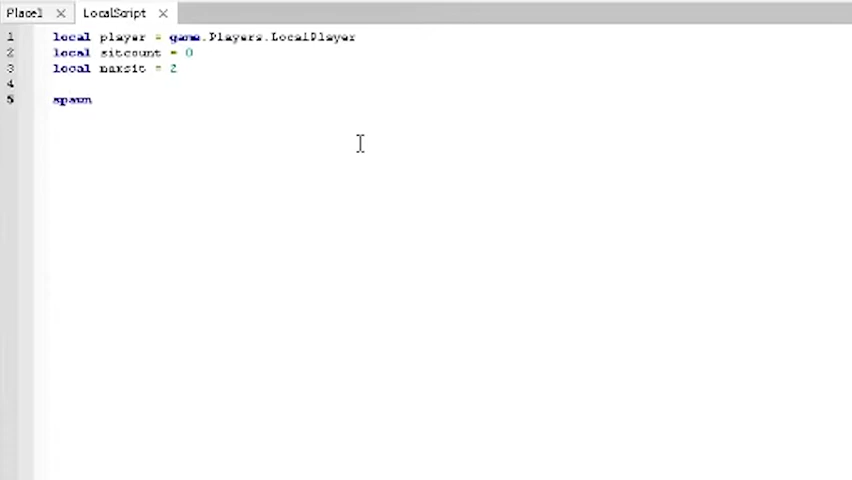 Place1 LocalScript
1 local player = game.Players.LocalPlayer
2 local sitcount = 0
3 local maxsit = 2
4
5 spawn